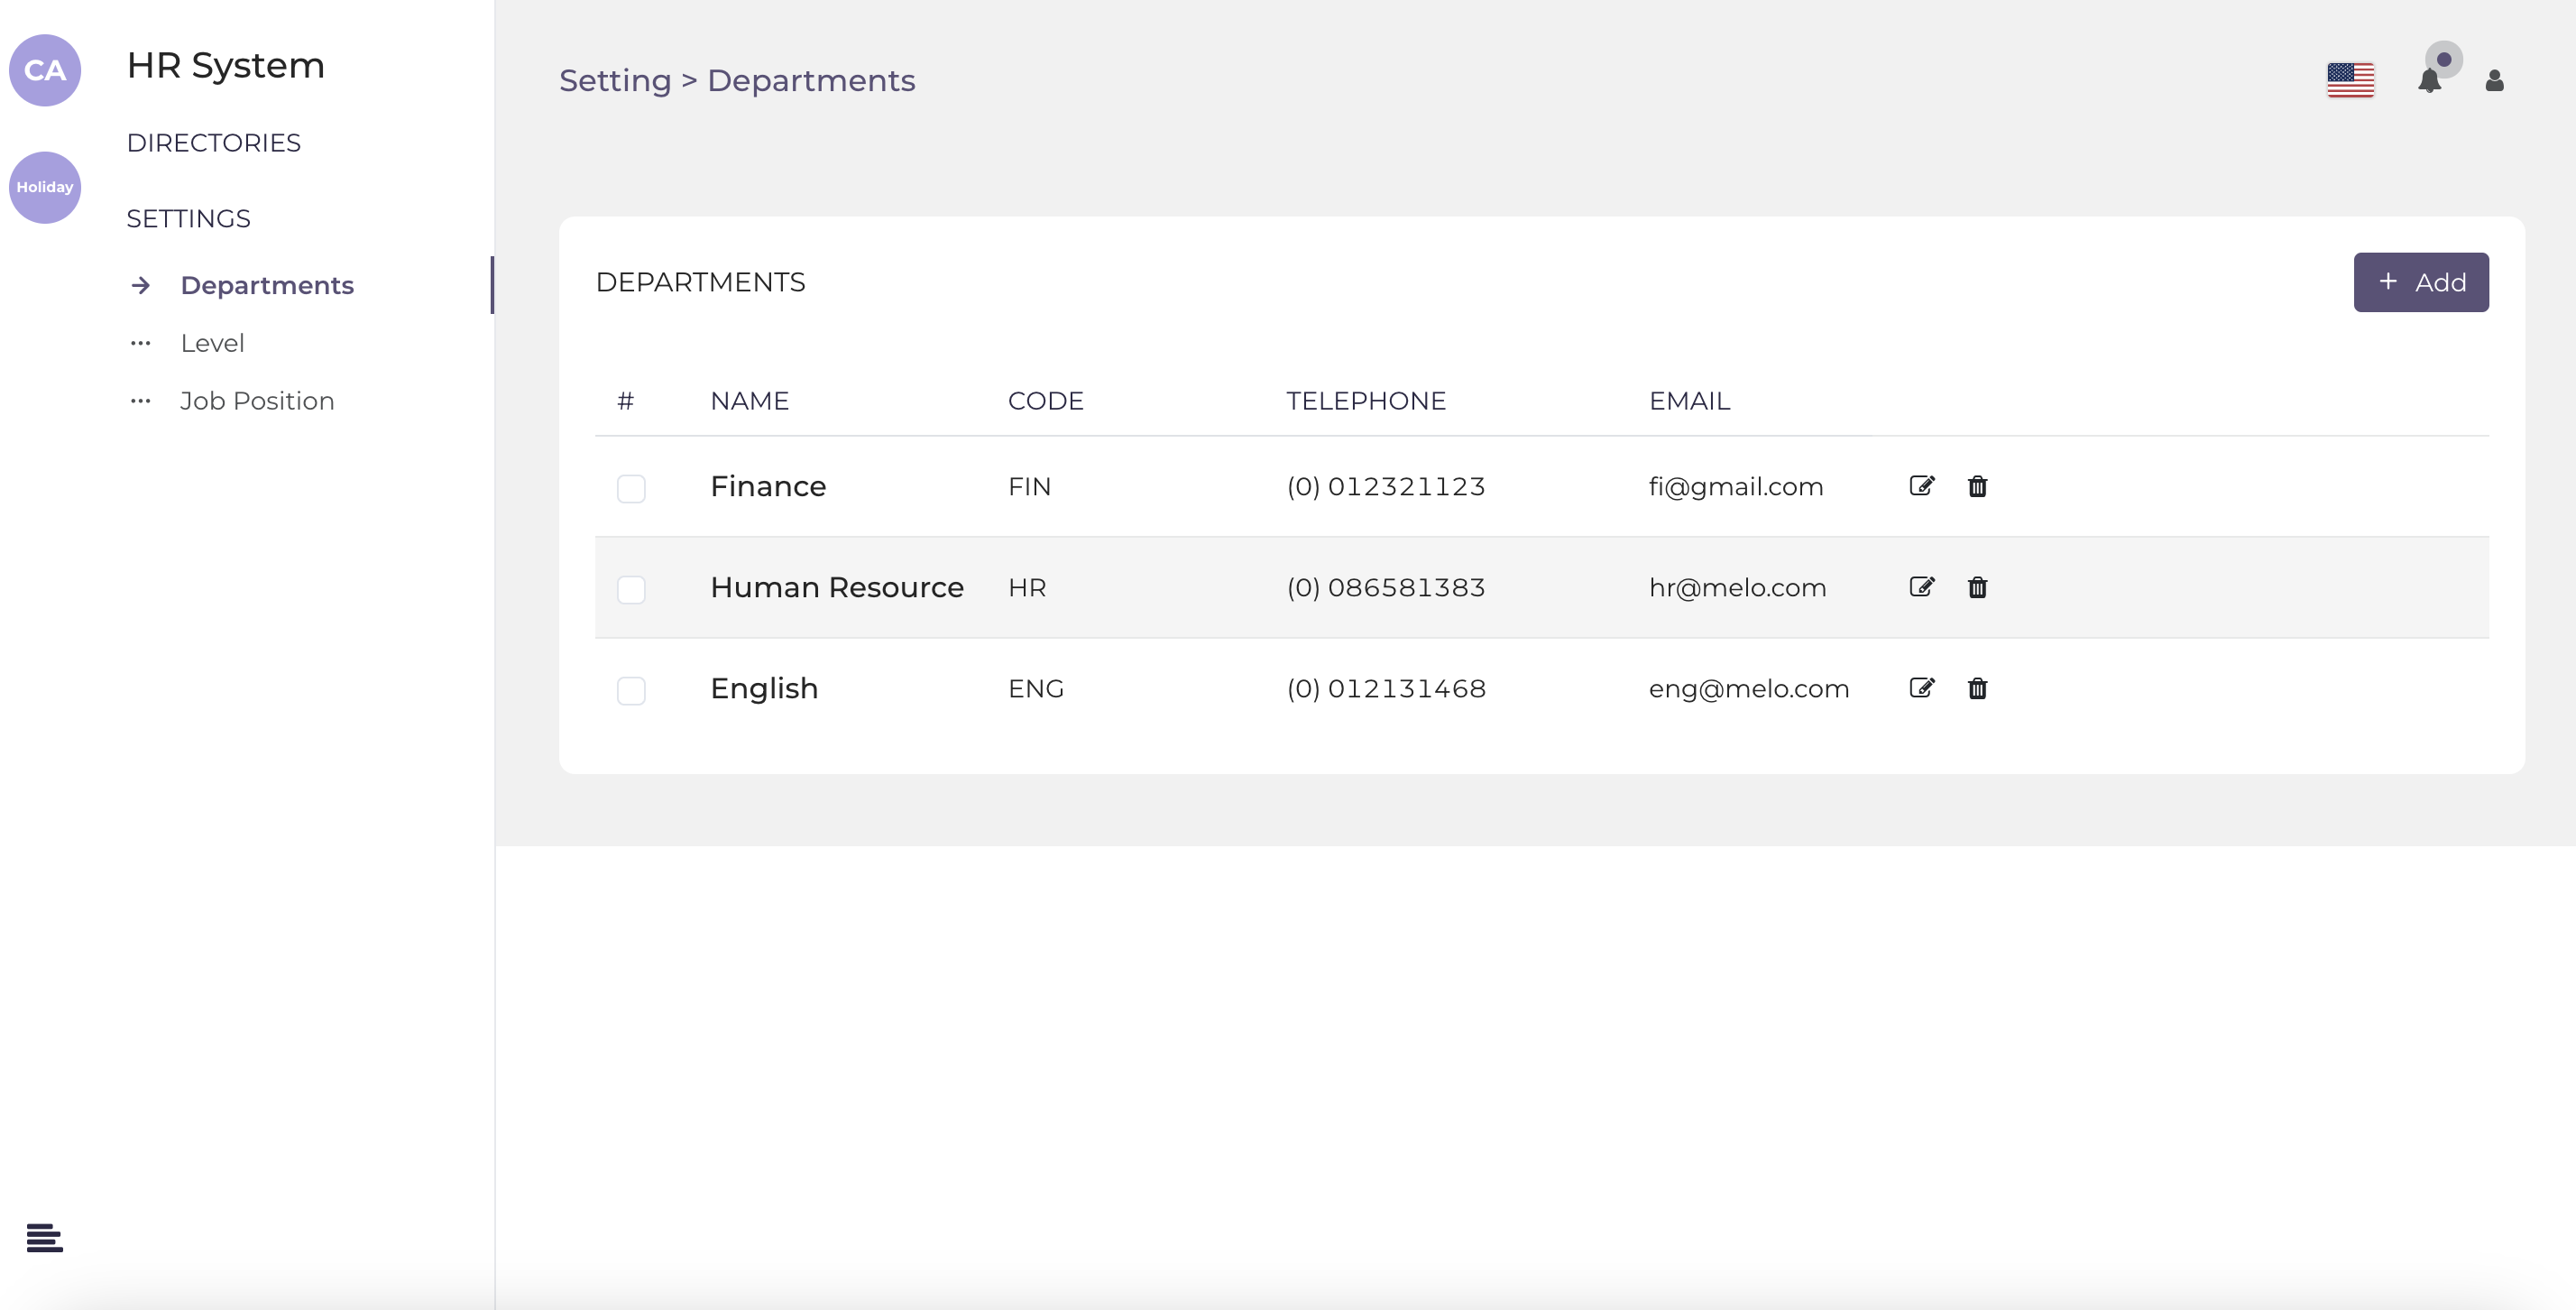 CA
Holiday
HR System
DIRECTORIES
SETTINGS
Departments
Level
Job Position
Setting > Departments
DEPARTMENTS
+ Add
# NAME CODE TELEPHONE EMAIL
Finance FIN (0) 012321123 fi@gmail.com
Human Resource HR (0) 086581383 hr@melo.com
English ENG (0) 012131468 eng@melo.com